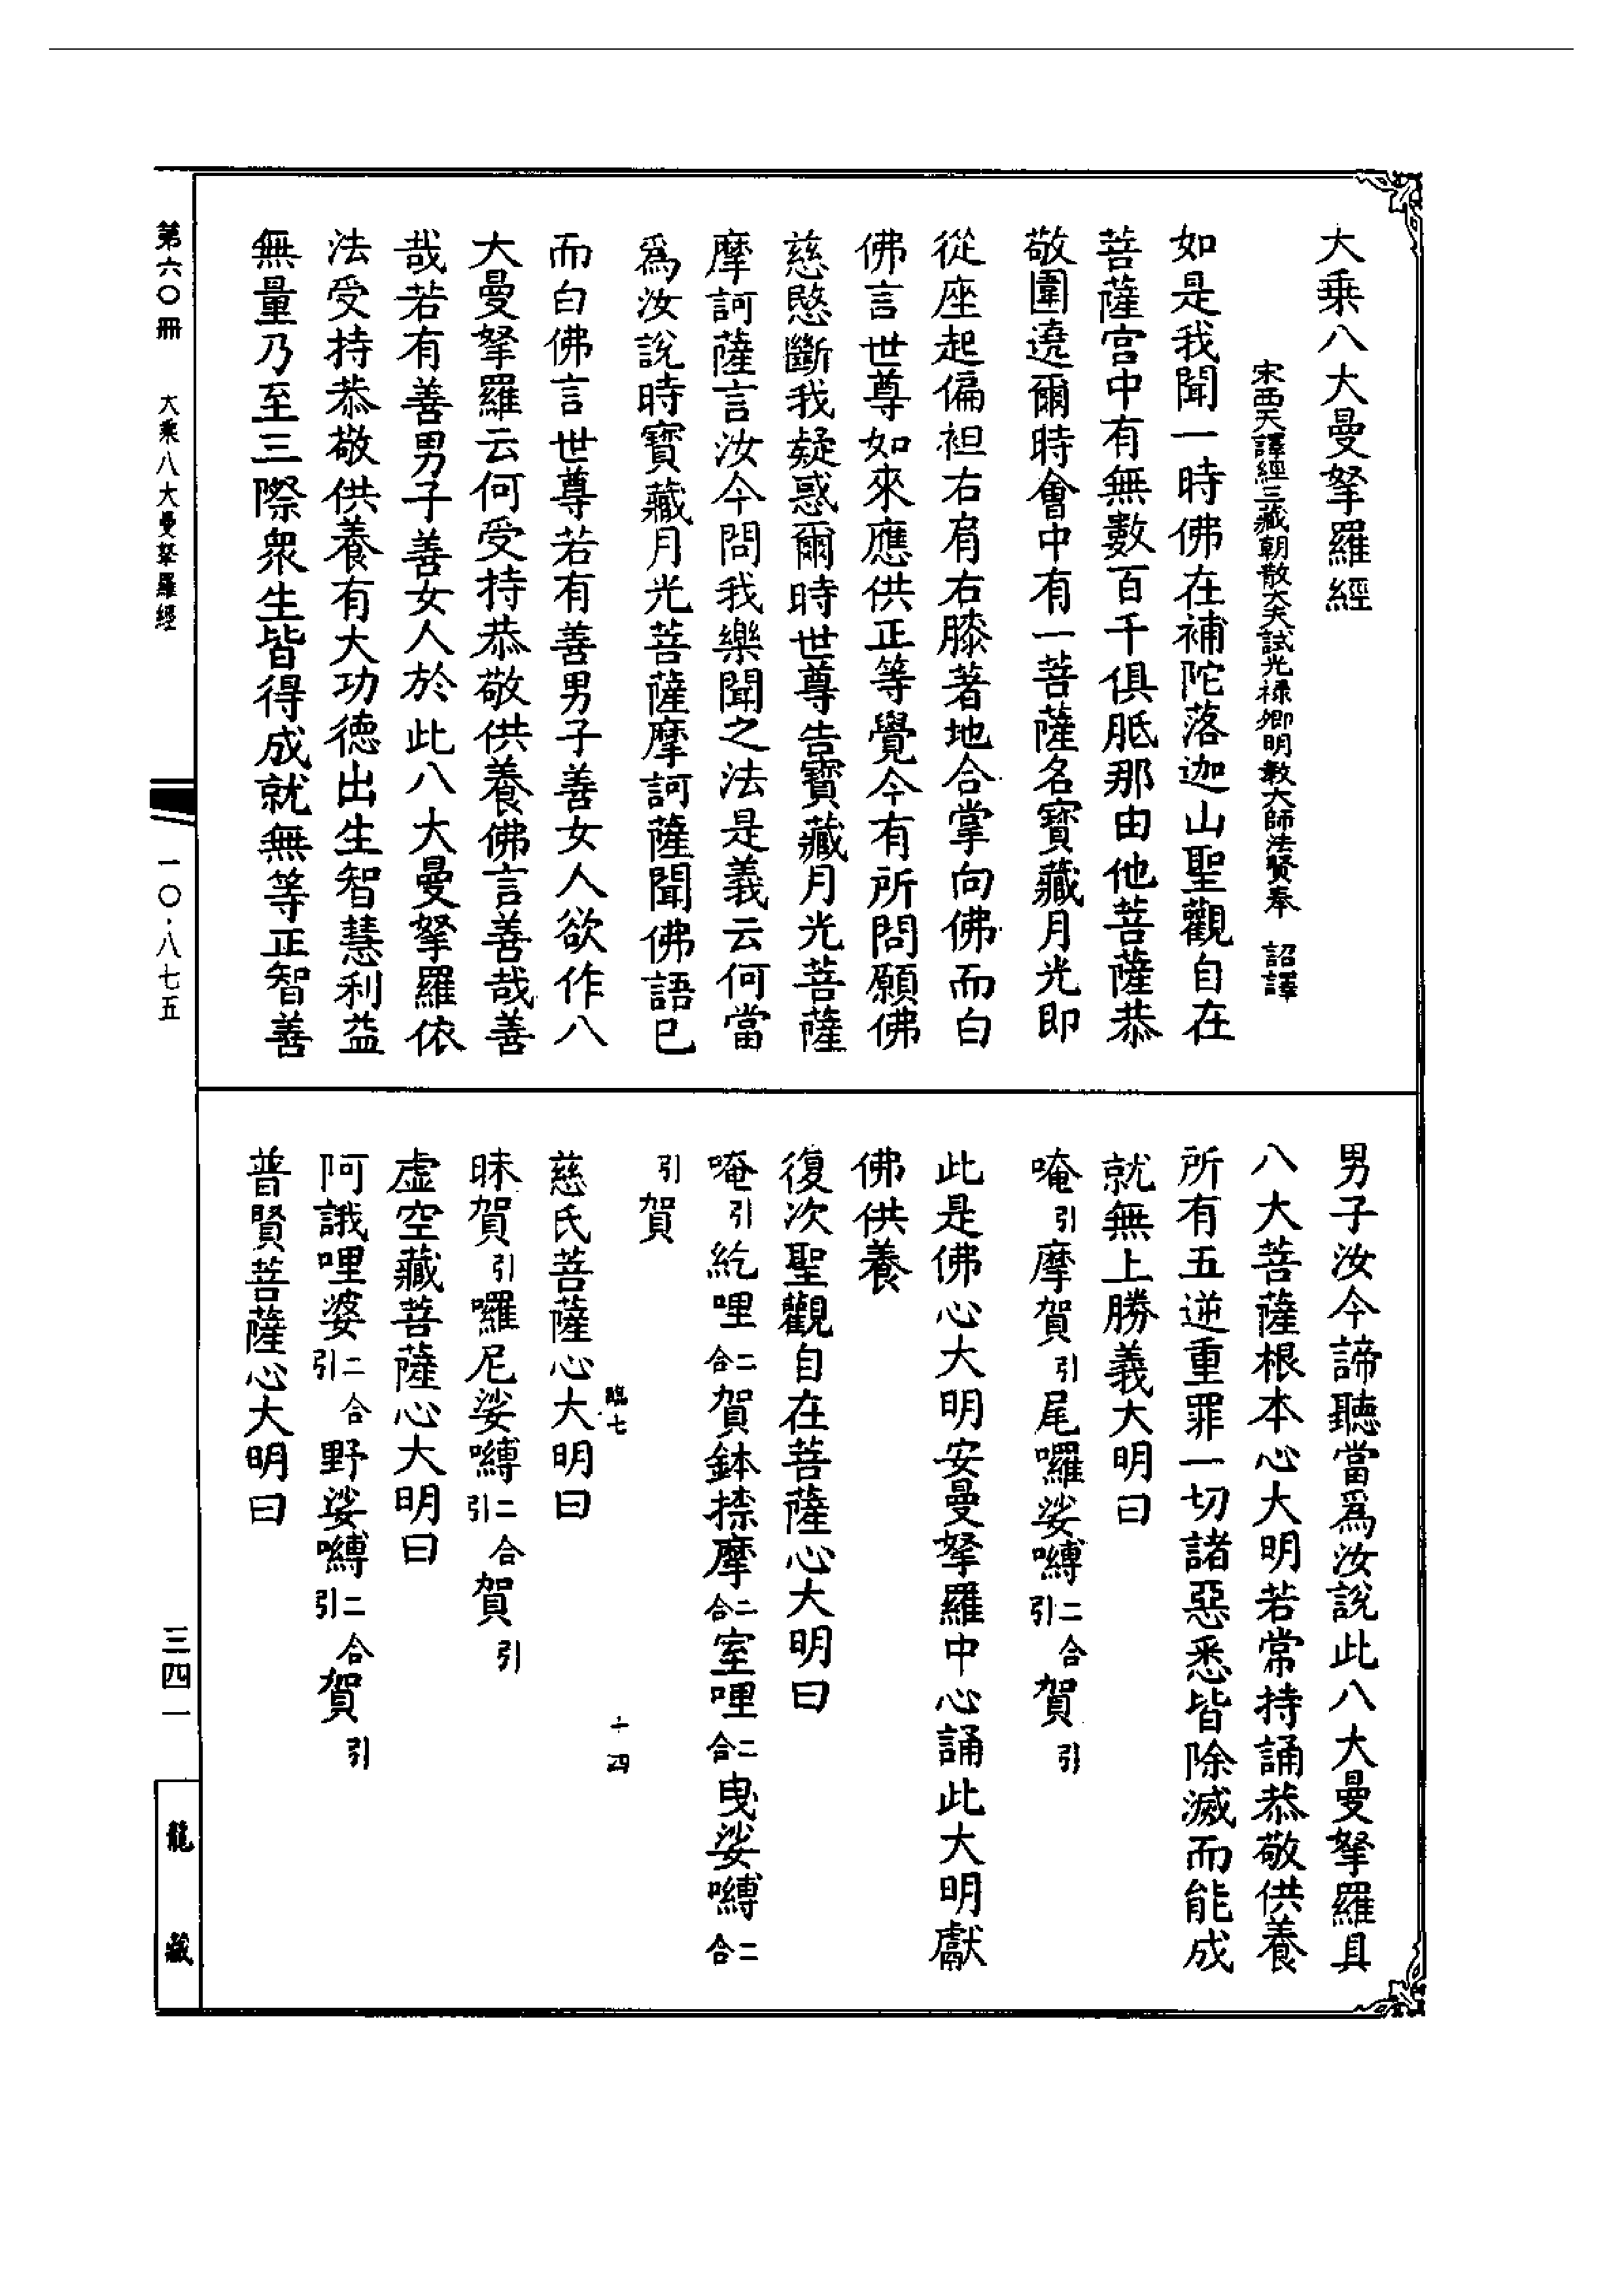 大乘八大曼拏羅經
宋西天譯經三藏朝散大夫試光祿卿明教大師法賢奉　詔譯
如是我聞一時佛在補陀落迦山聖觀自在
菩薩宮中有無數百千俱胝那由他菩薩恭
敬圍遶爾時會中有一菩薩名寶藏月光即
從座起偏袒右肩右膝著地合掌向佛而白
佛言世尊如來應供正等覺今有所問願佛
慈愍斷我疑惑爾時世尊告寶藏月光菩薩
摩訶薩言汝今問我樂聞之法是義云何當
爲汝說時寶藏月光菩薩摩訶薩聞佛語已
而白佛言世尊若有善男子善女人欲作八
大曼拏羅云何受持恭敬供養佛言善哉善
哉若有善男子善女人於此八大曼拏羅依
法受持恭敬供養有大功德出生智慧利益
無量乃至三際衆生皆得成就無等正智善
男子汝今諦聽當爲汝說此八大曼拏羅具
八大菩薩根本心大明若常持誦恭敬供養
所有五逆重罪一切諸惡悉皆除滅而能成
就無上勝義大明曰
唵引摩賀引尾囉娑嚩二合引賀引
此是佛心大明安曼拏羅中心誦此大明獻
佛供養
復次聖觀自在菩薩心大明曰
唵引紇哩二合賀鉢捺摩二合室哩二合曳娑嚩二合
引賀
臨七　十四
慈氏菩薩心大明曰
昧賀引囉尼娑嚩二合引賀引
虛空藏菩薩心大明曰
阿誐哩婆二合引野娑嚩二合引賀引
普賢菩薩心大明曰
第六〇冊　大乘八大曼拏羅經　一〇·八七五　三四一　龍藏